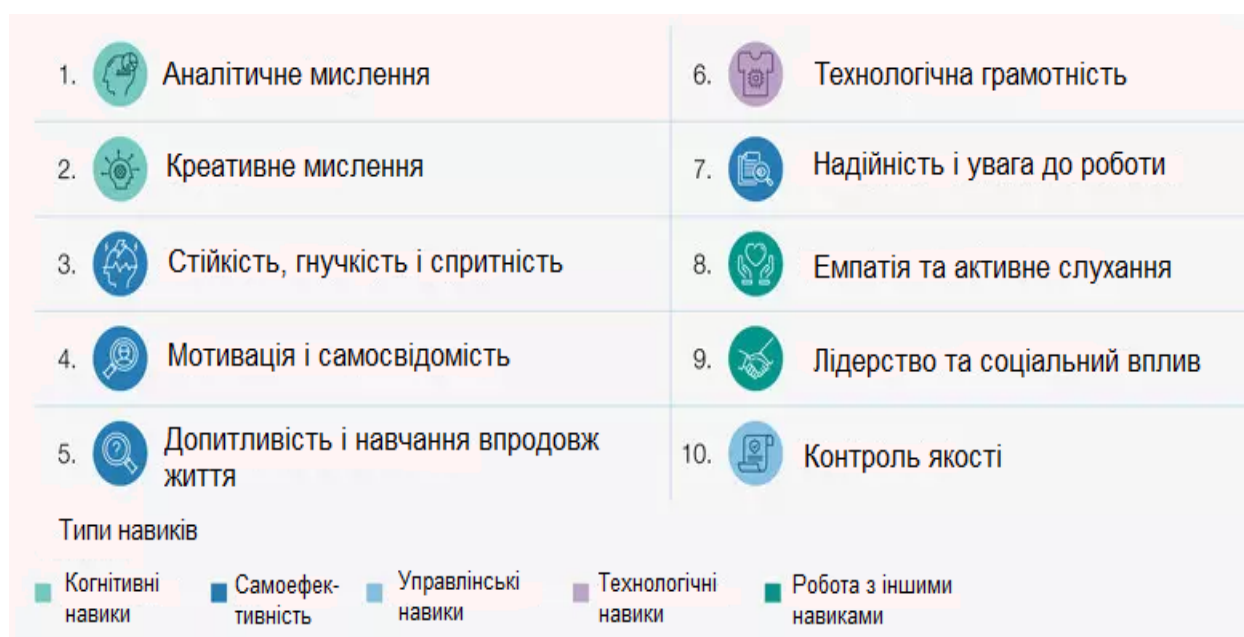 1. Аналітичне мислення
2. Креативне мислення
3. Стійкість, гнучкість і спритність
4. Мотивація і самосвідомість
5. Допитливість і навчання впродовж
життя
6. Технологічна грамотність
7. Надійність і увага до роботи
8. Емпатія та активне слухання
9. Лідерство та соціальний вплив
10. Контроль якості
Типи навиків
Когнітивні
навики
Самоефек-
тивність
Управлінські
навики
Технологічні
навики
Робота з іншими
навиками